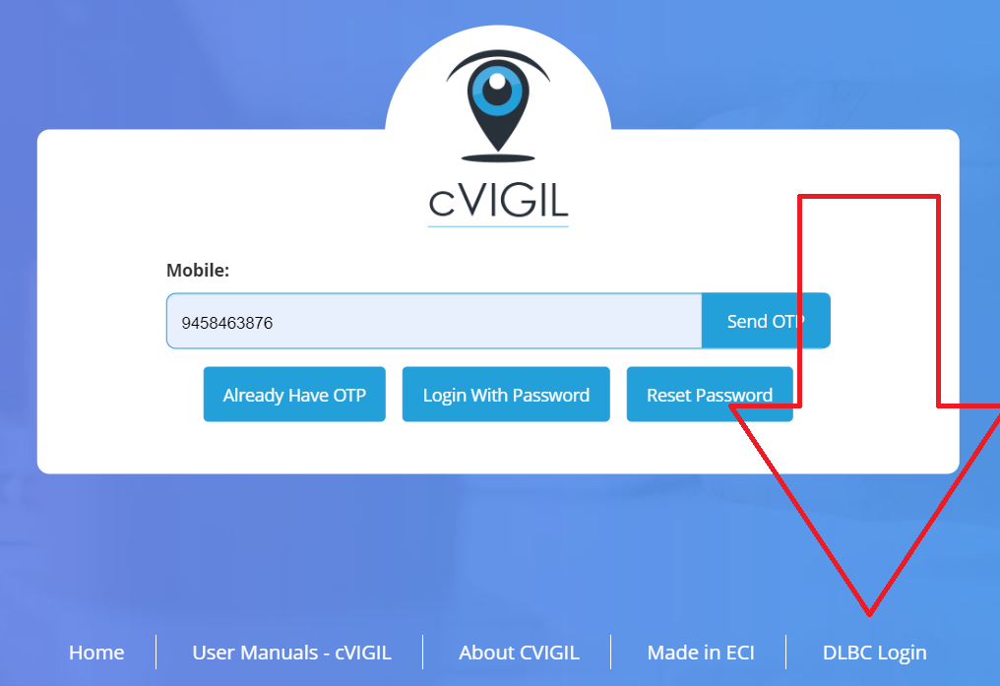 cVIGIL
Mobile:
9458463876
Send OTP
Already Have OTP
Login With Password
Reset Password
Home
User Manuals - cVIGIL
About CVIGIL
Made in ECI
DLBC Login